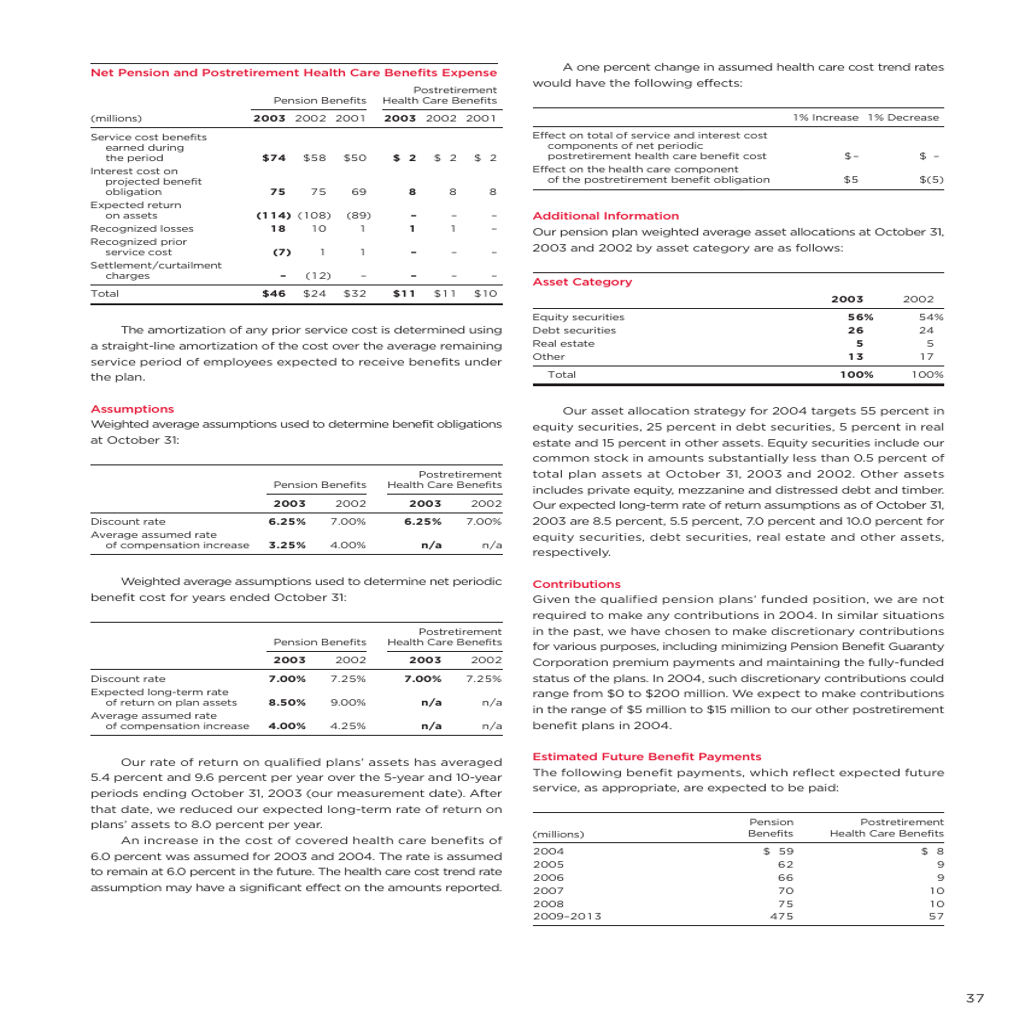 Net Pension and Postretirement Health Care Benefits Expense
Postretirement
Pension Benefits Health Care Benefits
(millions) 2003 2002 2001 2003 2002 2001
Service cost benefits
earned during
the period $74 $58 $50 $ 2 $ 2 $ 2
Interest cost on
projected benefit
obligation 75 75 69 8 8 8
Expected return
on assets (114) (108) (89) – – –
Recognized losses 18 10 1 1 1 –
Recognized prior
service cost (7) 1 1 – – –
Settlement/curtailment
charges – (12) – – – –
Total $46 $24 $32 $11 $11 $10
The amortization of any prior service cost is determined using
a straight-line amortization of the cost over the average remaining
service period of employees expected to receive benefits under
the plan.
Assumptions
Weighted average assumptions used to determine benefit obligations
at October 31:
Postretirement
Pension Benefits Health Care Benefits
2003 2002 2003 2002
Discount rate 6.25% 7.00% 6.25% 7.00%
Average assumed rate
of compensation increase 3.25% 4.00% n/a n/a
Weighted average assumptions used to determine net periodic
benefit cost for years ended October 31:
Postretirement
Pension Benefits Health Care Benefits
2003 2002 2003 2002
Discount rate 7.00% 7.25% 7.00% 7.25%
Expected long-term rate
of return on plan assets 8.50% 9.00% n/a n/a
Average assumed rate
of compensation increase 4.00% 4.25% n/a n/a
Our rate of return on qualified plans' assets has averaged
5.4 percent and 9.6 percent per year over the 5-year and 10-year
periods ending October 31, 2003 (our measurement date). After
that date, we reduced our expected long-term rate of return on
plans' assets to 8.0 percent per year.
An increase in the cost of covered health care benefits of
6.0 percent was assumed for 2003 and 2004. The rate is assumed
to remain at 6.0 percent in the future. The health care cost trend rate
assumption may have a significant effect on the amounts reported.
A one percent change in assumed health care cost trend rates
would have the following effects:
1% Increase 1% Decrease
Effect on total of service and interest cost
components of net periodic
postretirement health care benefit cost $– $ –
Effect on the health care component
of the postretirement benefit obligation $5 $(5)
Additional Information
Our pension plan weighted average asset allocations at October 31,
2003 and 2002 by asset category are as follows:
Asset Category
2003 2002
Equity securities 56% 54%
Debt securities 26 24
Real estate 5 5
Other 13 17
Total 100% 100%
Our asset allocation strategy for 2004 targets 55 percent in
equity securities, 25 percent in debt securities, 5 percent in real
estate and 15 percent in other assets. Equity securities include our
common stock in amounts substantially less than 0.5 percent of
total plan assets at October 31, 2003 and 2002. Other assets
includes private equity, mezzanine and distressed debt and timber.
Our expected long-term rate of return assumptions as of October 31,
2003 are 8.5 percent, 5.5 percent, 7.0 percent and 10.0 percent for
equity securities, debt securities, real estate and other assets,
respectively.
Contributions
Given the qualified pension plans' funded position, we are not
required to make any contributions in 2004. In similar situations
in the past, we have chosen to make discretionary contributions
for various purposes, including minimizing Pension Benefit Guaranty
Corporation premium payments and maintaining the fully-funded
status of the plans. In 2004, such discretionary contributions could
range from $0 to $200 million. We expect to make contributions
in the range of $5 million to $15 million to our other postretirement
benefit plans in 2004.
Estimated Future Benefit Payments
The following benefit payments, which reflect expected future
service, as appropriate, are expected to be paid:
Pension Postretirement
(millions) Benefits Health Care Benefits
2004 $ 59 $ 8
2005 62 9
2006 66 9
2007 70 10
2008 75 10
2009–2013 475 57
37